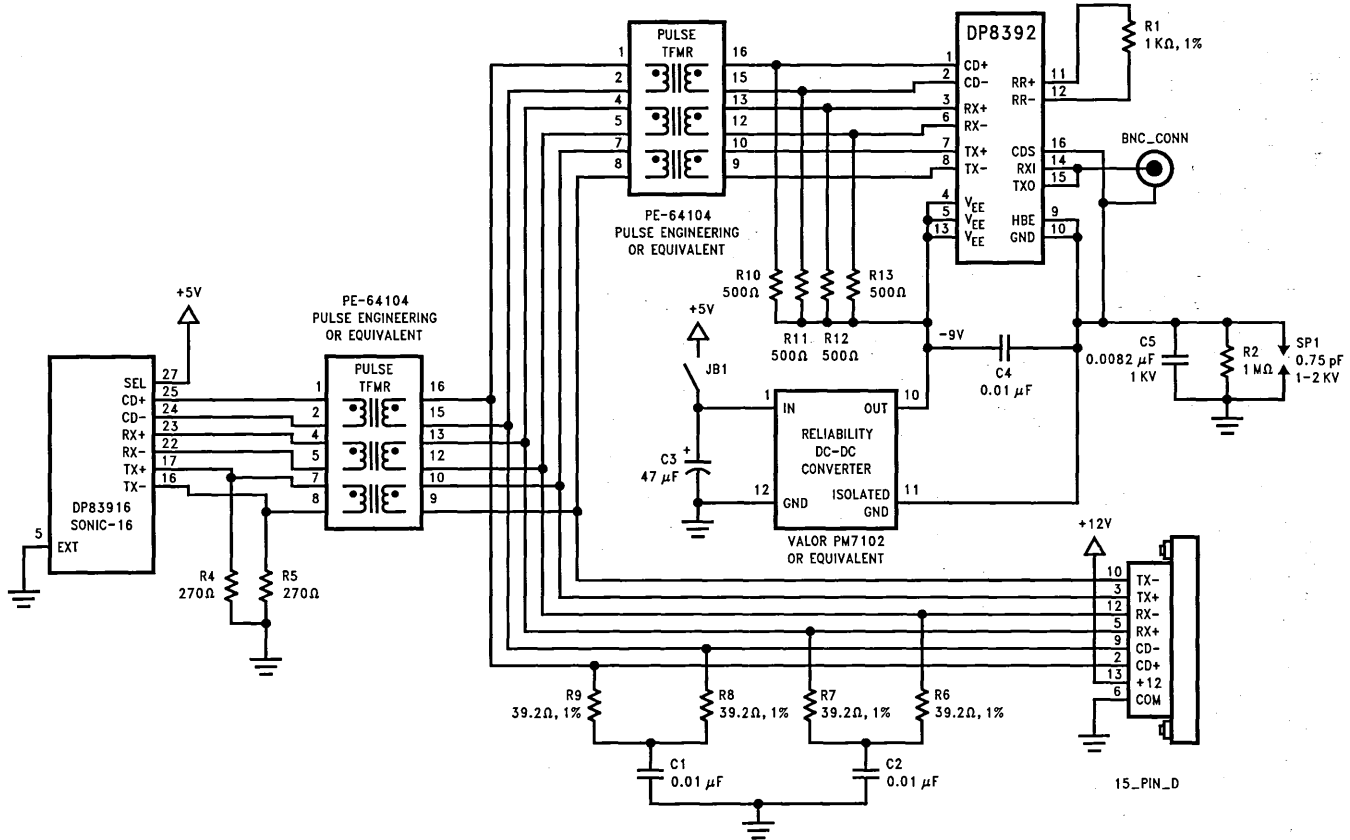 PULSE
TFMR
1
2
4
5
7
8
16
15
13
12
10
9
PE-64104
PULSE ENGINEERING
OR EQUIVALENT
DP8392
1 CD+
2 CD-
3 RX+
6 RX-
7 TX+
8 TX-
4 VEE
5 VEE
13 VEE
RR+ 11
RR- 12
CDS 16
RXI 14
TXO 15
HBE 9
GND 10
R1
1 KΩ, 1%
BNC_CONN
R10
500Ω
R13
500Ω
R11
500Ω
R12
500Ω
+5V
JB1
-9V
C4
0.01 μF
C5
0.0082 μF
1 KV
R2
1 MΩ
SP1
0.75 pF
1-2 KV
1 IN
OUT 10
RELIABILITY
DC-DC
CONVERTER
12 GND
ISOLATED
GND
11
VALOR PM7102
OR EQUIVALENT
C3
+
47 μF
+5V
PE-64104
PULSE ENGINEERING
OR EQUIVALENT
PULSE
TFMR
1
2
4
5
7
8
16
15
13
12
10
9
SEL 27
CD+ 25
CD- 24
RX+ 23
RX- 22
TX+ 17
TX- 16
DP83916
SONIC-16
5 EXT
R4
270Ω
R5
270Ω
+12V
10 TX-
3 TX+
12 RX-
5 RX+
9 CD-
2 CD+
13 +12
6 COM
15_PIN_D
R9
39.2Ω, 1%
R8
39.2Ω, 1%
R7
39.2Ω, 1%
R6
39.2Ω, 1%
C1
0.01 μF
C2
0.01 μF